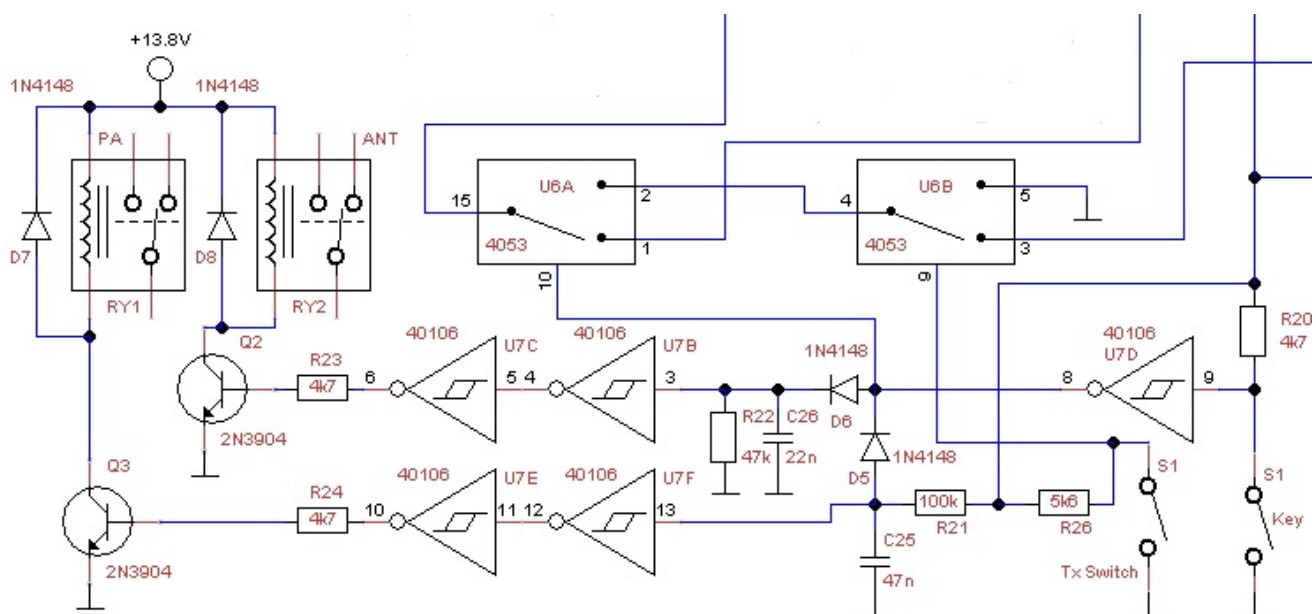 +13.8V
1N4148
1N4148
PA
ANT
D7
D8
RY1
RY2
U6A
15
2
1
4053
10
U6B
4
5
3
4053
9
Q2
R23
4k7
6
40106
U7C
5
4
40106
U7B
3
1N4148
D6
8
40106
U7D
9
R20
4k7
2N3904
R22
47k
C26
22n
1N4148
D5
S1
S1
Key
Q3
R24
4k7
10
40106
U7E
11
12
40106
U7F
13
100k
R21
5k6
R26
C25
47n
Tx Switch
2N3904